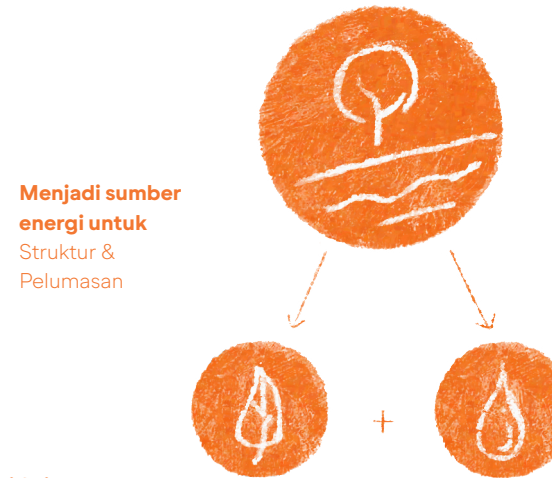 Menjadi sumber
energi untuk
Struktur &
Pelumasan
+